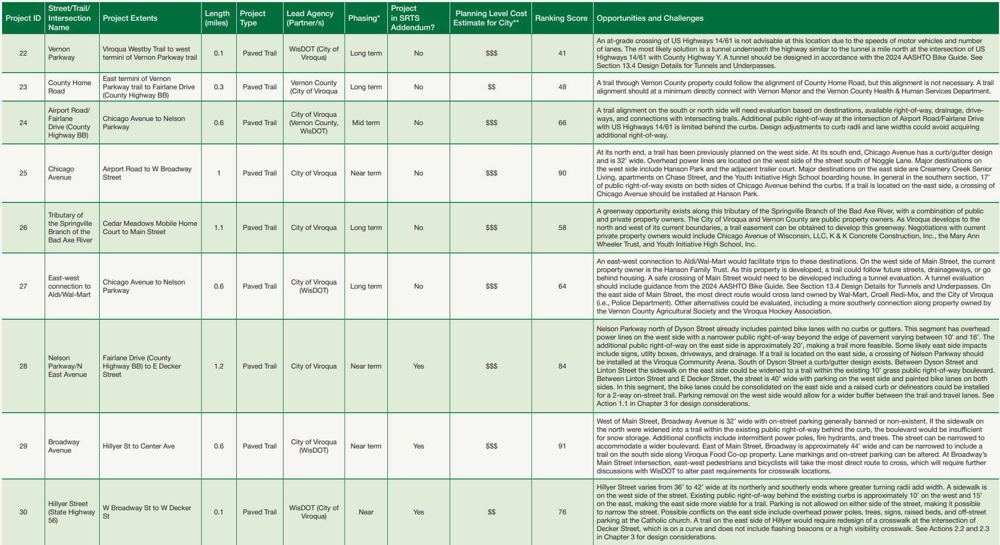 Project ID
Street/Trail/
Intersection
Name
Project Extents
Length
(miles)
Project
Type
Lead Agency
(Partner/s)
Phasing*
Project
in SRTS
Addendum?
Planning Level Cost
Estimate for City**
Ranking Score
Opportunities and Challenges
22
Vernon
Parkway
Viroqua Westby Trail to west
termini of Vernon Parkway trail
0.1
Paved Trail
WisDOT (City of
Viroqua)
Long term
No
$$$
41
An at-grade crossing of US Highways 14/61 is not advisable at this location due to the speeds of motor vehicles and number
of lanes. The most likely solution is a tunnel underneath the highway similar to the tunnel a mile north at the intersection of US
Highways 14/61 with County Highway Y. A tunnel should be designed in accordance with the 2024 AASHTO Bike Guide. See
Section 13.4 Design Details for Tunnels and Underpasses.
23
County Home
Road
East termini of Vernon
Parkway trail to Fairlane Drive
(County Highway BB)
0.3
Paved Trail
Vernon County
(City of Viroqua
Long term
No
$$
48
A trail through Vernon County property could follow the alignment of County Home Road, but this alignment is not necessary. A trail
alignment should at a minimum directly connect with Vernon Manor and the Vernon County Health & Human Services Department.
24
Airport Road/
Fairlane
Drive (County
Highway BB)
Chicago Avenue to Nelson
Parkway
0.6
Paved Trail
City of Viroqua
(Vernon County,
WisDOT)
Mid term
No
$$$
66
A trail alignment on the south or north side will need evaluation based on destinations, available right-of-way, drainage, drive-
ways, and connections with intersecting trails. Additional public right-of-way at the intersection of Airport Road/Fairlane Drive
with US Highways 14/61 is limited behind the curbs. Design adjustments to curb radii and lane widths could avoid acquiring
additional right-of-way.
25
Chicago
Avenue
Airport Road to W Broadway
Street
1
Paved Trail
City of Viroqua
Near term
No
$$$
90
At its north end, a trail has been previously planned on the west side. At its south end, Chicago Avenue has a curb/gutter design
and is 32’ wide. Overhead power lines are located on the west side of the street south of Noggle Lane. Major destinations on
the west side include Hanson Park and the adjacent trailer court. Major destinations on the east side are Creamery Creek Senior
Living, apartments on Chase Street, and the Youth Initiative High School boarding house. In general in the southern section, 17’
of public right-of-way exists on both sides of Chicago Avenue behind the curbs. If a trail is located on the east side, a crossing of
Chicago Avenue should be installed at Hanson Park.
26
Tributary of
the Springville
Branch of the
Bad Axe River
Cedar Meadows Mobile Home
Court to Main Street
1.1
Paved Trail
City of Viroqua
Long term
No
$$$
58
A greenway opportunity exists along this tributary of the Springville Branch of the Bad Axe River, with a combination of public
and private property owners. The City of Viroqua and Vernon County are public property owners. As Viroqua develops to the
north and west of its current boundaries, a trail easement can be obtained to develop this greenway. Negotiations with current
private property owners would include Chicago Avenue of Wisconsin, LLC, K & K Concrete Construction, Inc., the Mary Ann
Wheeler Trust, and Youth Initiative High School, Inc.
27
East-west
connection to
Aldi/Wal-Mart
Chicago Avenue to Nelson
Parkway
0.6
Paved Trail
City of Viroqua
(WisDOT)
Long term
No
$$$
64
An east-west connection to Aldi/Wal-Mart would facilitate trips to these destinations. On the west side of Main Street, the current
property owner is the Hanson Family Trust. As this property is developed, a trail could follow future streets, drainageways, or go
behind housing. A safe crossing of Main Street would need to be developed including a tunnel evaluation. A tunnel evaluation
should include guidance from the 2024 AASHTO Bike Guide. See Section 13.4 Design Details for Tunnels and Underpasses. On
the east side of Main Street, the most direct route would cross land owned by Wal-Mart, Croell Redi-Mix, and the City of Viroqua
(i.e., Police Department). Other alternatives could be evaluated, including a more southerly connection along property owned by
the Vernon County Agricultural Society and the Viroqua Hockey Association.
28
Nelson
Parkway/N
East Avenue
Fairlane Drive (County
Highway BB) to E Decker
Street
1.2
Paved Trail
City of Viroqua
Near term
Yes
$$$
84
Nelson Parkway north of Dyson Street already includes painted bike lanes with no curbs or gutters. This segment has overhead
power lines on the west side with a narrower public right-of-way beyond the edge of pavement varying between 10’ and 16’. The
additional public right-of-way on the east side is approximately 20’, making a trail more feasible. Some likely east side impacts
include signs, utilty boxes, driveways, and drainage. If a trail is located on the east side, a crossing of Nelson Parkway should
be installed at the Viroqua Community Arena. South of Dyson Street a curb/gutter design exists. Between Dyson Street and
Linton Street the sidewalk on the east side could be widened to a trail within the existing 10’ grass public right-of-way boulevard.
Between Linton Street and E Decker Street, the street is 40’ wide with parking on the west side and painted bike lanes on both
sides. In this segment, the bike lanes could be consolidated on the east side and a raised curb or delineators could be installed
for a 2-way on-street trail. Parking removal on the west side would allow for a wider buffer between the trail and travel lanes. See
Action 1.1 in Chapter 3 for design considerations.
29
Broadway
Avenue
Hillyer St to Center Ave
0.6
Paved Trail
City of Viroqua
(WisDOT)
Near term
Yes
$$$
91
West of Main Street, Broadway Avenue is 32’ wide with on-street parking generally banned or non-existent. If the sidewalk on
the north were widened into a trail within the existing public right-of-way behind the curb, the boulevard would be insufficient
for snow storage. Additional conflicts include intermittent power poles, fire hydrants, and trees. The street can be narrowed to
accommodate a wider boulevard. East of Main Street, Broadway is approximately 44’ wide and can be narrowed to include a
trail on the south side along Viroqua Food Co-op property. Lane markings and on-street parking can be altered. At Broadway’s
Main Street intersection, east-west pedestrians and bicyclists will take the most direct route to cross, which will require further
discussions with WisDOT to alter past requirements for crosswalk locations.
30
Hillyer Street
(State Highway
56)
W Broadway St to W Decker
St
0.1
Paved Trail
WisDOT (City of
Viroqua)
Near
Yes
$$
76
Hillyer Street varies from 36’ to 42’ wide at its northerly and southerly ends where greater turning radii add width. A sidewalk is
on the west side of the street. Existing public right-of-way behind the existing curbs is approximately 10’ on the west and 15’
on the east, making the east side more viable for a trail. Parking is not allowed on either side of the street, making it possible
to narrow the street. Possible conflicts on the east side include overhead power poles, trees, signs, raised beds, and off-street
parking at the Catholic church. A trail on the east side of Hillyer would require redesign of a crosswalk at the intersection of
Decker Street, which is on a curve and does not include flashing beacons or a high visibility crosswalk. See Actions 2.2 and 2.3
in Chapter 3 for design considerations.